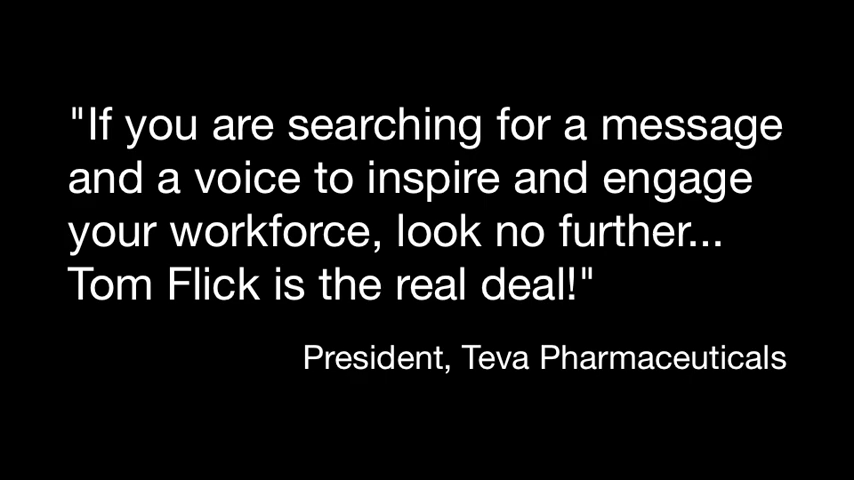 "If you are searching for a message
and a voice to inspire and engage
your workforce, look no further...
Tom Flick is the real deal!"
President, Teva Pharmaceuticals